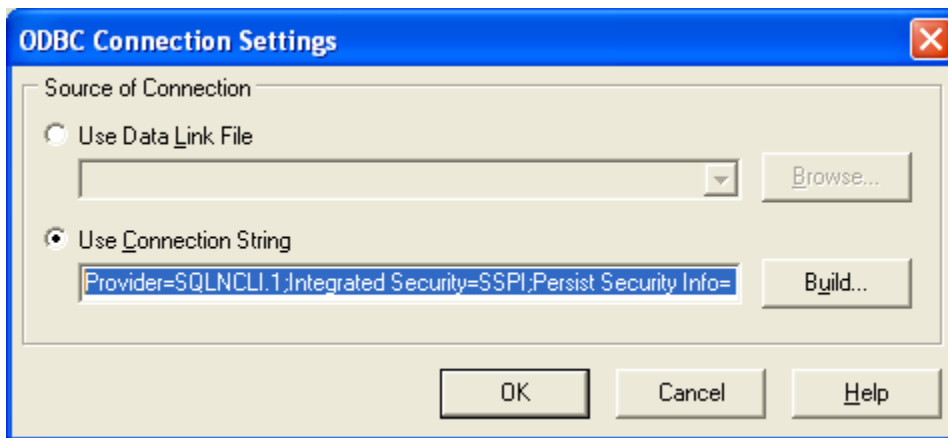 ODBC Connection Settings
Source of Connection
Use Data Link File
Browse...
Use Connection String
Provider=SQLNCLI.1;Integrated Security=SSPI;Persist Security Info=
Build...
OK Cancel Help